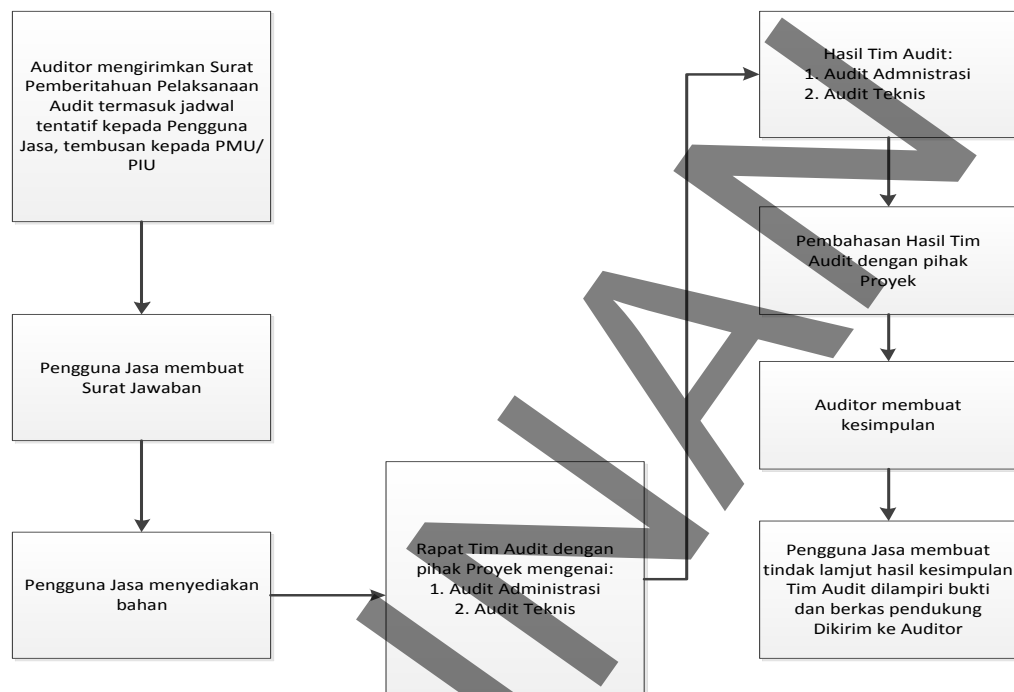 Auditor mengirimkan Surat
Pemberitahuan Pelaksanaan
Audit termasuk jadwal
tentatif kepada Pengguna
Jasa, tembusan kepada PMU/
PIU
Pengguna Jasa membuat
Surat Jawaban
Pengguna Jasa menyediakan
bahan
Rapat Tim Audit dengan
pihak Proyek mengenai:
1. Audit Administrasi
2. Audit Teknis
Hasil Tim Audit:
1. Audit Admnistrasi
2. Audit Teknis
Pembahasan Hasil Tim
Audit dengan pihak
Proyek
Auditor membuat
kesimpulan
Pengguna Jasa membuat
tindak lamjut hasil kesimpulan
Tim Audit dilampiri bukti
dan berkas pendukung
Dikirim ke Auditor